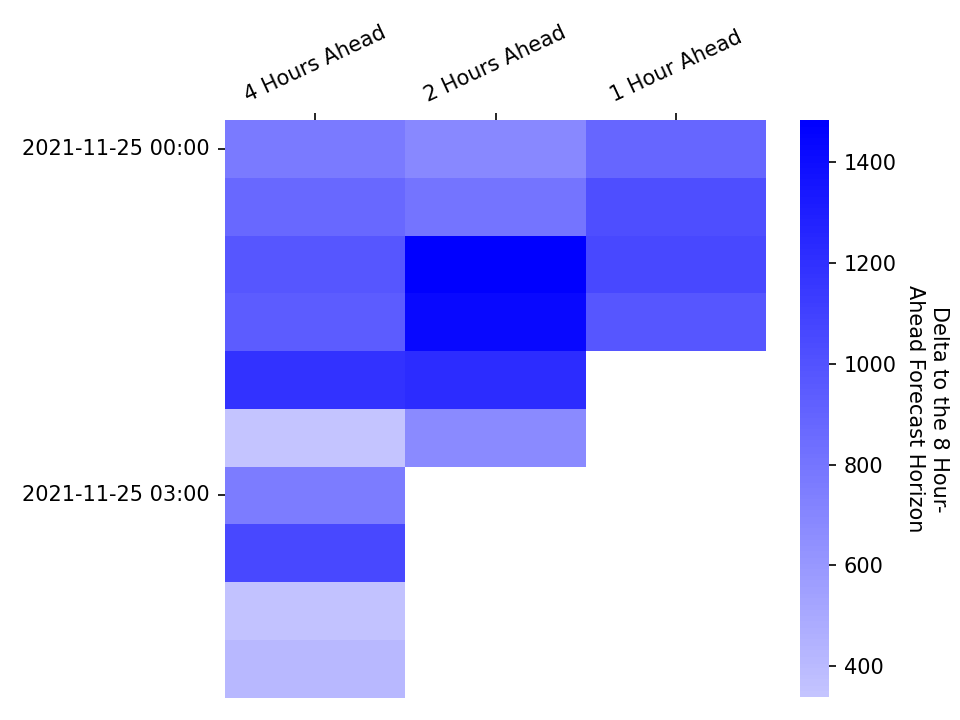 4 Hours Ahead
2 Hours Ahead
1 Hour Ahead
2021-11-25 00:00
2021-11-25 03:00
1400
1200
1000
800
600
400
Delta to the 8 Hour-
Ahead Forecast Horizon